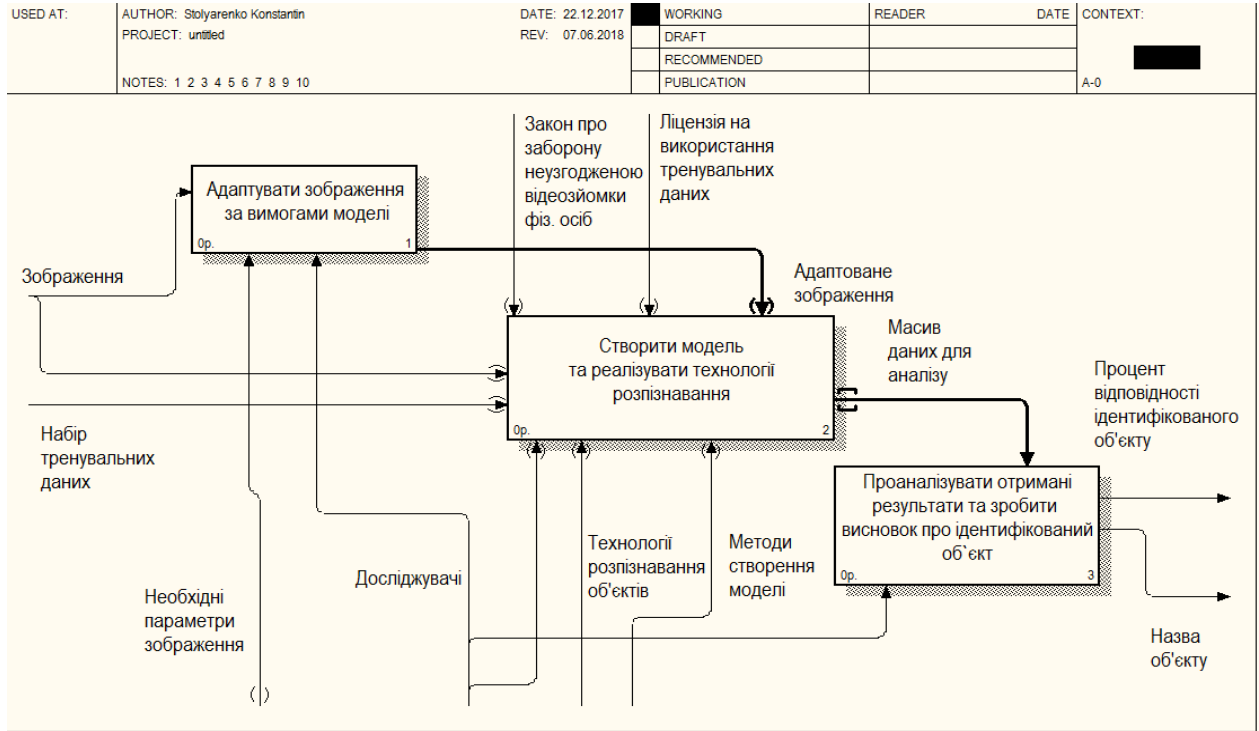 USED AT:
AUTHOR: Stolyarenko Konstantin
DATE: 22.12.2017
WORKING
READER
DATE
CONTEXT:
PROJECT: untitled
REV: 07.06.2018
DRAFT
RECOMMENDED
NOTES: 1 2 3 4 5 6 7 8 9 10
PUBLICATION
A-0
Закон про
заборону
неузгодженою
відеозйомки
фіз. осіб
Ліцензія на
використання
тренувальних
даних
Адаптувати зображення
за вимогами моделі
0р.
1
Зображення
Адаптоване
зображення
Створити модель
та реалізувати технології
розпізнавання
0р.
2
Масив
даних для
аналізу
Процент
відповідності
ідентифікованого
об'єкту
Набір
тренувальних
даних
Проаналізувати отримані
результати та зробити
висновок про ідентифікований
об`єкт
0р.
3
Технології
розпізнавання
об'єктів
Методи
створення
моделі
Досліджувачі
Необхідні
параметри
зображення
Назва
об'єкту